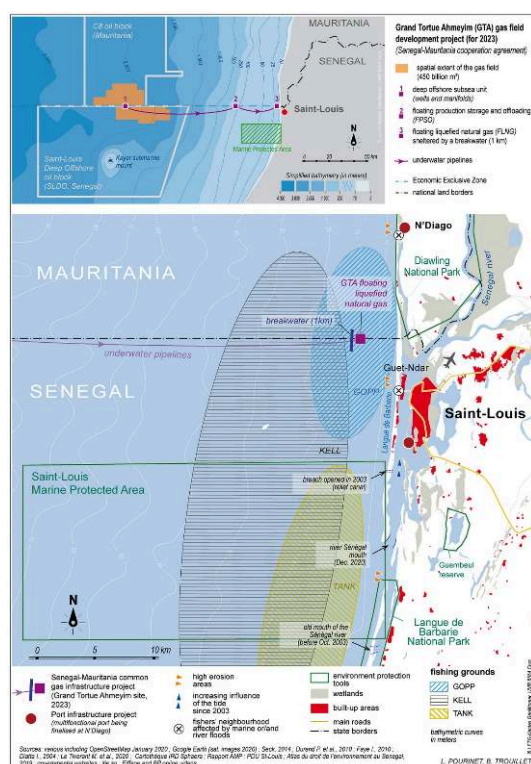 C8 oil block
(Mauritania)
MAURITANIA
SENEGAL
Saint-Louis
Marine Protected Area
Kayar submarine
mount
Saint-Louis
Deep Offshore
oil block
(SLDO, Senegal)
N
Simplified bathymetry (in meters)
Grand Tortue Ahmeyim (GTA) gas field
development project (for 2023)
(Senegal-Mauritania cooperation agreement)
spatial extent of the gas field
(450 billion m³)
1 deep offshore subsea unit
(wells and manifolds)
2 floating production storage and offloading
(FPSO)
3 floating liquefied natural gas (FLNG)
sheltered by a breakwater (1 km)
underwater pipelines
Economic Exclusive Zone
national land borders
MAURITANIA
SENEGAL
N'Diago
Diawling
National Park
Senegal river
GTA floating
liquefied
natural gas
breakwater (1km)
underwater pipelines
GOPP
Guet-Ndar
Saint-Louis
Langue de Barbarie
KELL
Saint-Louis
Marine Protected Area
breach opened in 2003
(relief canal)
river Sénégal
mouth
(Dec. 2023)
TANK
old mouth of the
Sénégal river
(before Oct. 2003)
Guembeul
reserve
Langue de
Barbarie
National Park
N
0 5 10 km
Senegal-Mauritania common
gas infrastructure project
(Grand Tortue Ahmeyim site,
2023)
Port infrastructure project
(multifunctional port being
finalised at N'Diago)
high erosion
areas
increasing influence
of the tide
since 2003
fishers' neighbourhood
affected by marine or/and
river floods
environment protection
tools
wetlands
built-up areas
main roads
state borders
fishing grounds
GOPP
KELL
TANK
bathymetric curves
in meters
L. POURINET, B. TROUILLET